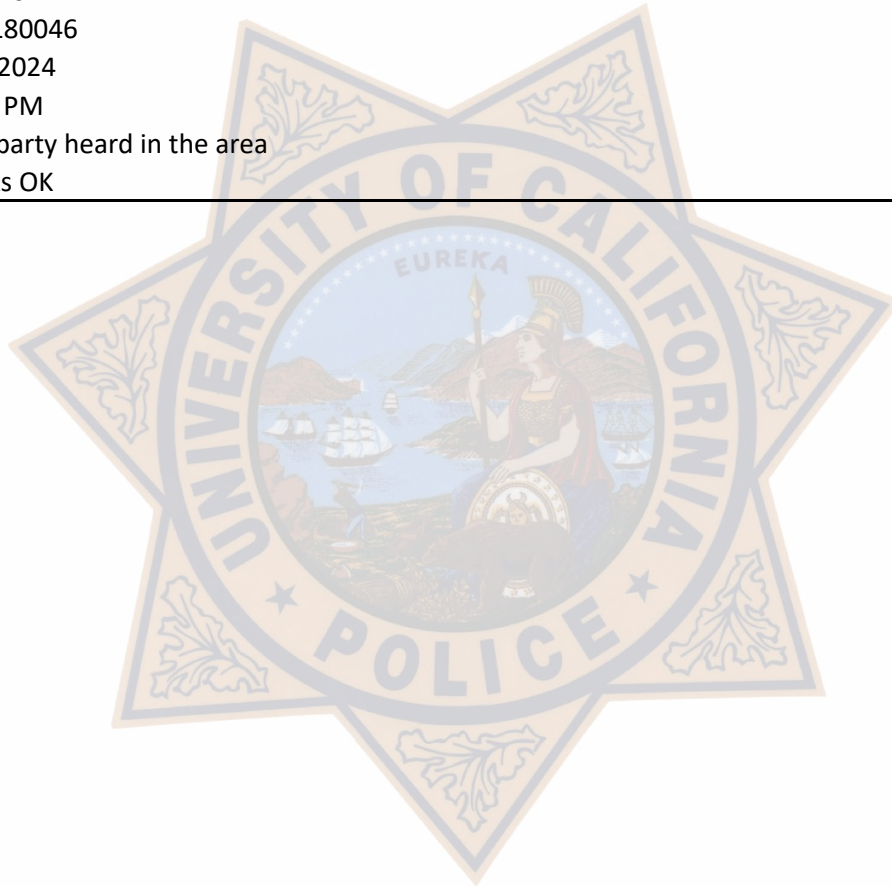 180046
2024
PM
party heard in the area
s OK
EUREKA
UNIVERSITY OF CALIFORNIA
POLICE